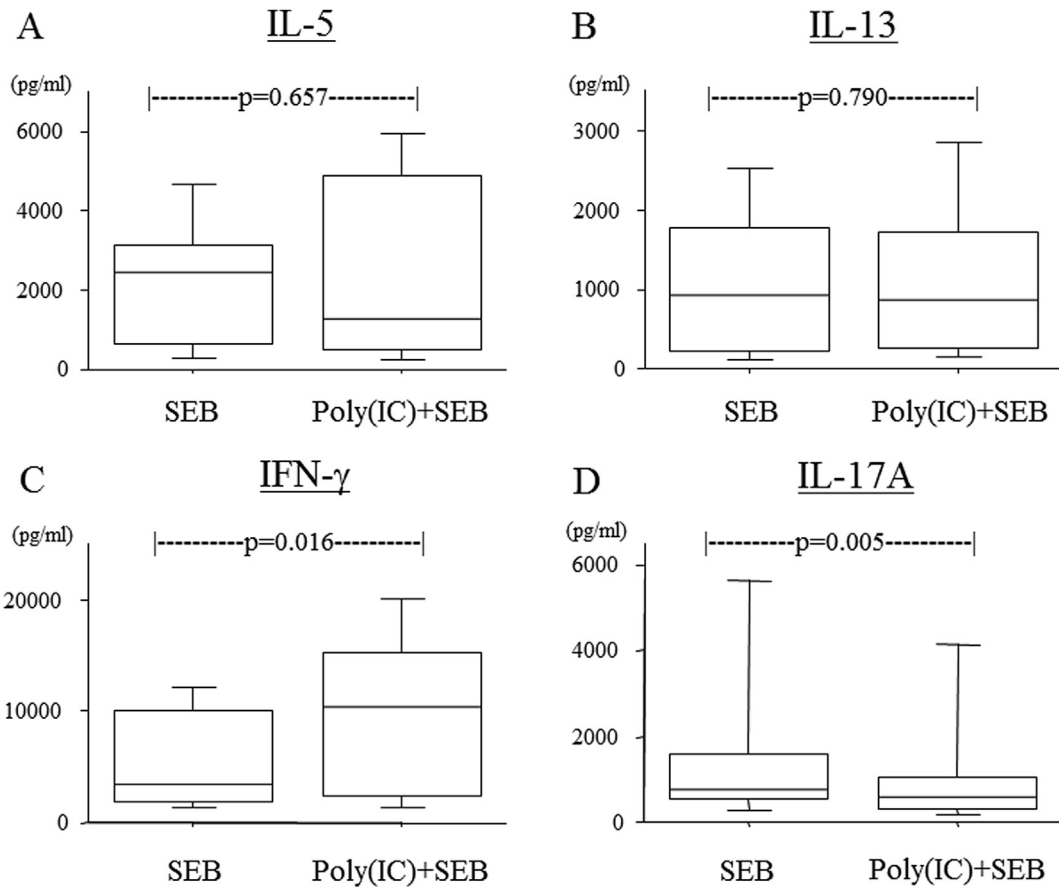 A
IL-5
(pg/ml)
p=0.657
6000
4000
2000
0
SEB
Poly(IC)+SEB
B
IL-13
(pg/ml)
p=0.790
3000
2000
1000
0
SEB
Poly(IC)+SEB
C
IFN-γ
(pg/ml)
p=0.016
20000
10000
0
SEB
Poly(IC)+SEB
D
IL-17A
(pg/ml)
p=0.005
6000
4000
2000
0
SEB
Poly(IC)+SEB